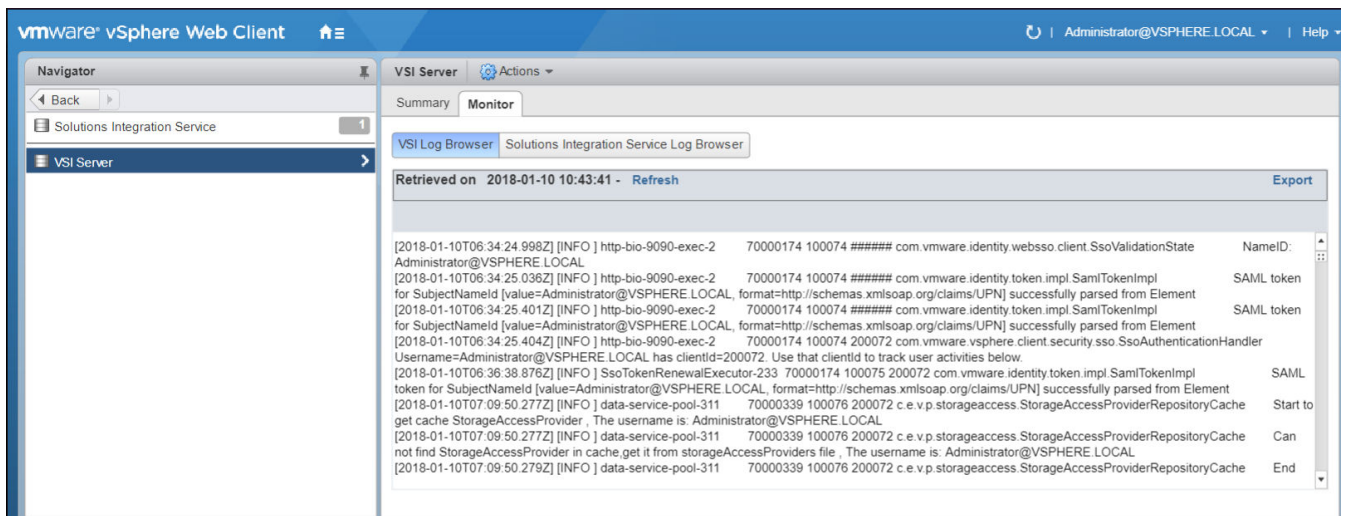 vmware® vSphere Web Client
Administrator@VSPHERE.LOCAL | Help
Navigator
Back
Solutions Integration Service 1
VSI Server
VSI Server Actions
Summary Monitor
VSI Log Browser Solutions Integration Service Log Browser
Retrieved on 2018-01-10 10:43:41 - Refresh Export
[2018-01-10T06:34:24.998Z] [INFO ] http-bio-9090-exec-2 70000174 100074 ###### com.vmware.identity.websso.client.SsoValidationState NameID:
Administrator@VSPHERE.LOCAL
[2018-01-10T06:34:25.036Z] [INFO ] http-bio-9090-exec-2 70000174 100074 ###### com.vmware.identity.token.impl.SamlTokenImpl SAML token
for SubjectNameId [value=Administrator@VSPHERE.LOCAL, format=http://schemas.xmlsoap.org/claims/UPN] successfully parsed from Element
[2018-01-10T06:34:25.401Z] [INFO ] http-bio-9090-exec-2 70000174 100074 ###### com.vmware.identity.token.impl.SamlTokenImpl SAML token
for SubjectNameId [value=Administrator@VSPHERE.LOCAL, format=http://schemas.xmlsoap.org/claims/UPN] successfully parsed from Element
[2018-01-10T06:34:25.404Z] [INFO ] http-bio-9090-exec-2 70000174 100074 200072 com.vmware.vsphere.client.security.sso.SsoAuthenticationHandler
Username=Administrator@VSPHERE.LOCAL has clientId=200072. Use that clientId to track user activities below.
[2018-01-10T06:36:38.876Z] [INFO ] SsoTokenRenewalExecutor-233 70000174 100075 200072 com.vmware.identity.token.impl.SamlTokenImpl SAML
token for SubjectNameId [value=Administrator@VSPHERE.LOCAL, format=http://schemas.xmlsoap.org/claims/UPN] successfully parsed from Element
[2018-01-10T07:09:50.277Z] [INFO ] data-service-pool-311 70000339 100076 200072 c.e.v.p.storageaccess.StorageAccessProviderRepositoryCache Start to
get cache StorageAccessProvider , The username is: Administrator@VSPHERE.LOCAL
[2018-01-10T07:09:50.277Z] [INFO ] data-service-pool-311 70000339 100076 200072 c.e.v.p.storageaccess.StorageAccessProviderRepositoryCache Can
not find StorageAccessProvider in cache,get it from storageAccessProviders file , The username is: Administrator@VSPHERE.LOCAL
[2018-01-10T07:09:50.279Z] [INFO ] data-service-pool-311 70000339 100076 200072 c.e.v.p.storageaccess.StorageAccessProviderRepositoryCache End